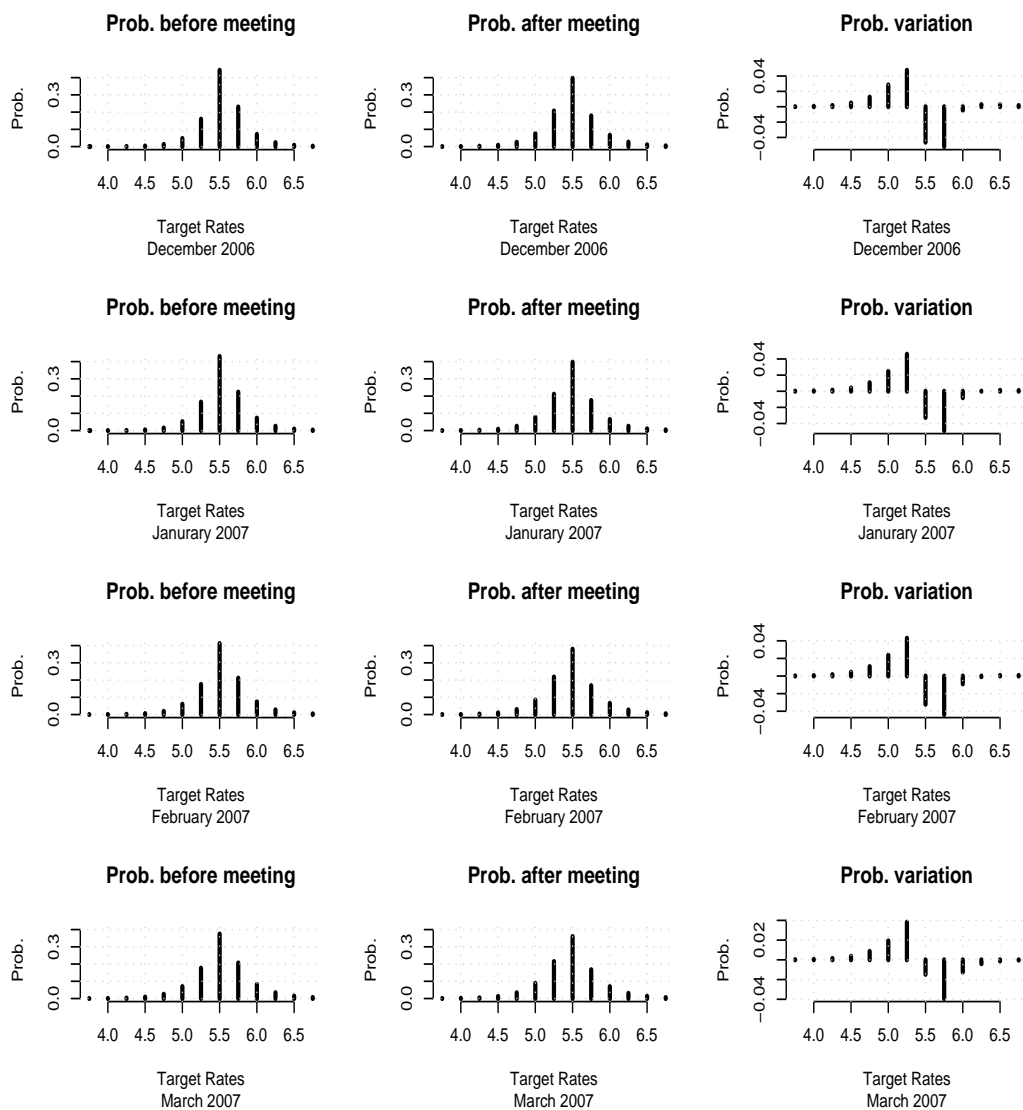 Prob. before meeting
Prob.
0.0 0.3
4.0 4.5 5.0 5.5 6.0 6.5
Target Rates
December 2006
Prob. after meeting
Prob.
0.0 0.3
4.0 4.5 5.0 5.5 6.0 6.5
Target Rates
December 2006
Prob. variation
Prob.
−0.04 0.04
4.0 4.5 5.0 5.5 6.0 6.5
Target Rates
December 2006
Prob. before meeting
Prob.
0.0 0.3
4.0 4.5 5.0 5.5 6.0 6.5
Target Rates
Janurary 2007
Prob. after meeting
Prob.
0.0 0.3
4.0 4.5 5.0 5.5 6.0 6.5
Target Rates
Janurary 2007
Prob. variation
Prob.
−0.04 0.04
4.0 4.5 5.0 5.5 6.0 6.5
Target Rates
Janurary 2007
Prob. before meeting
Prob.
0.0 0.3
4.0 4.5 5.0 5.5 6.0 6.5
Target Rates
February 2007
Prob. after meeting
Prob.
0.0 0.3
4.0 4.5 5.0 5.5 6.0 6.5
Target Rates
February 2007
Prob. variation
Prob.
−0.04 0.04
4.0 4.5 5.0 5.5 6.0 6.5
Target Rates
February 2007
Prob. before meeting
Prob.
0.0 0.3
4.0 4.5 5.0 5.5 6.0 6.5
Target Rates
March 2007
Prob. after meeting
Prob.
0.0 0.3
4.0 4.5 5.0 5.5 6.0 6.5
Target Rates
March 2007
Prob. variation
Prob.
−0.04 0.02
4.0 4.5 5.0 5.5 6.0 6.5
Target Rates
March 2007